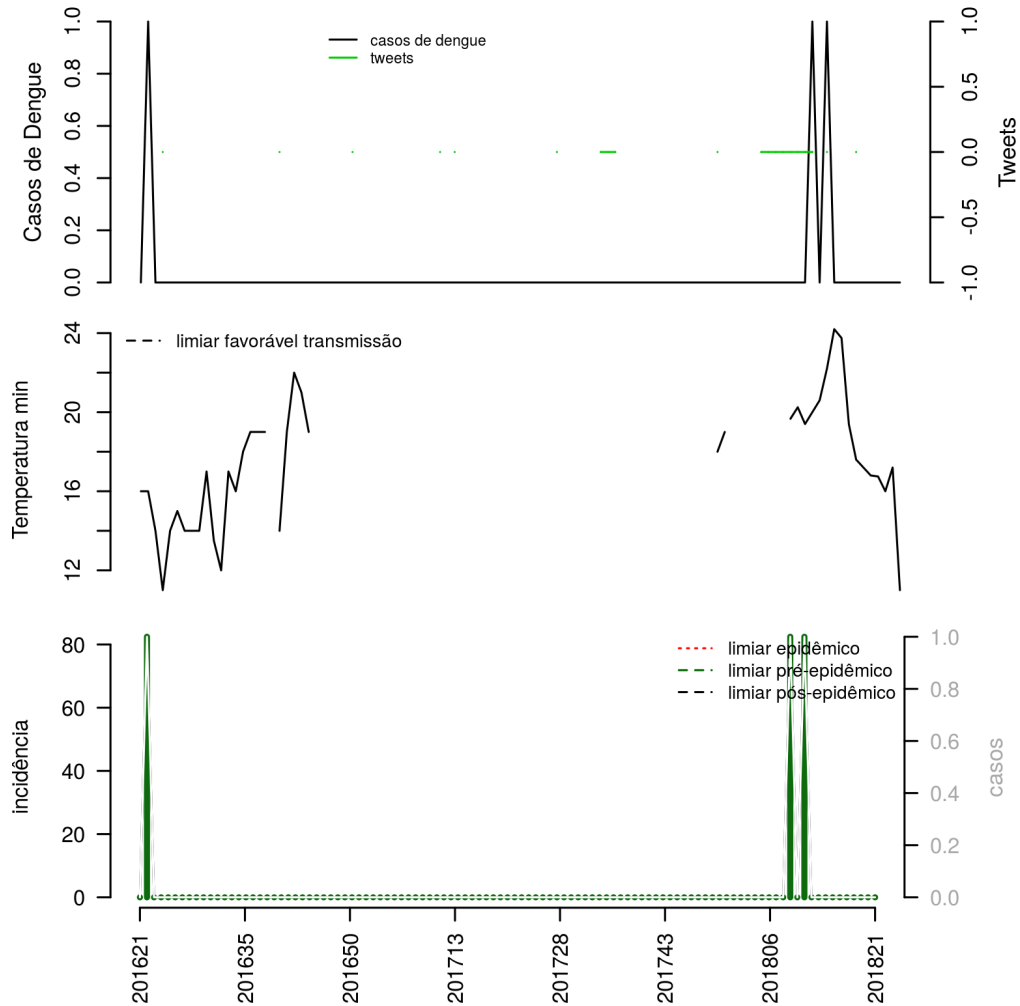 casos de dengue
tweets
Casos de Dengue
0.0 0.2 0.4 0.6 0.8 1.0
-1.0 -0.5 0.0 0.5 1.0
Tweets
limiar favorável transmissão
Temperatura min
12 16 20 24
limiar epidêmico
limiar pré-epidêmico
limiar pós-epidêmico
incidência
80
60
40
20
0
1.0
0.8
0.6
0.4
0.2
0.0
casos
201621 201635 201650 201713 201728 201743 201806 201821